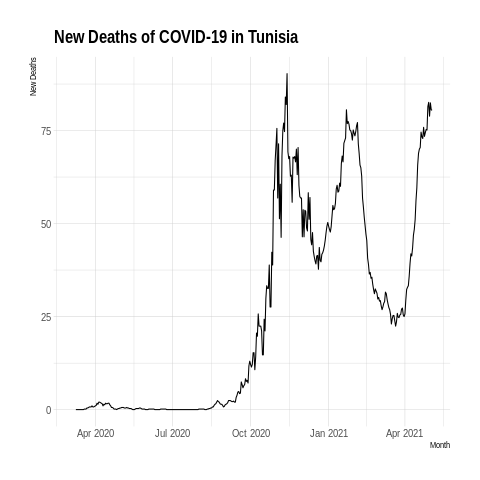 New Deaths of COVID-19 in Tunisia
New Deaths
75
50
25
0
Apr 2020 Jul 2020 Oct 2020 Jan 2021 Apr 2021
Month